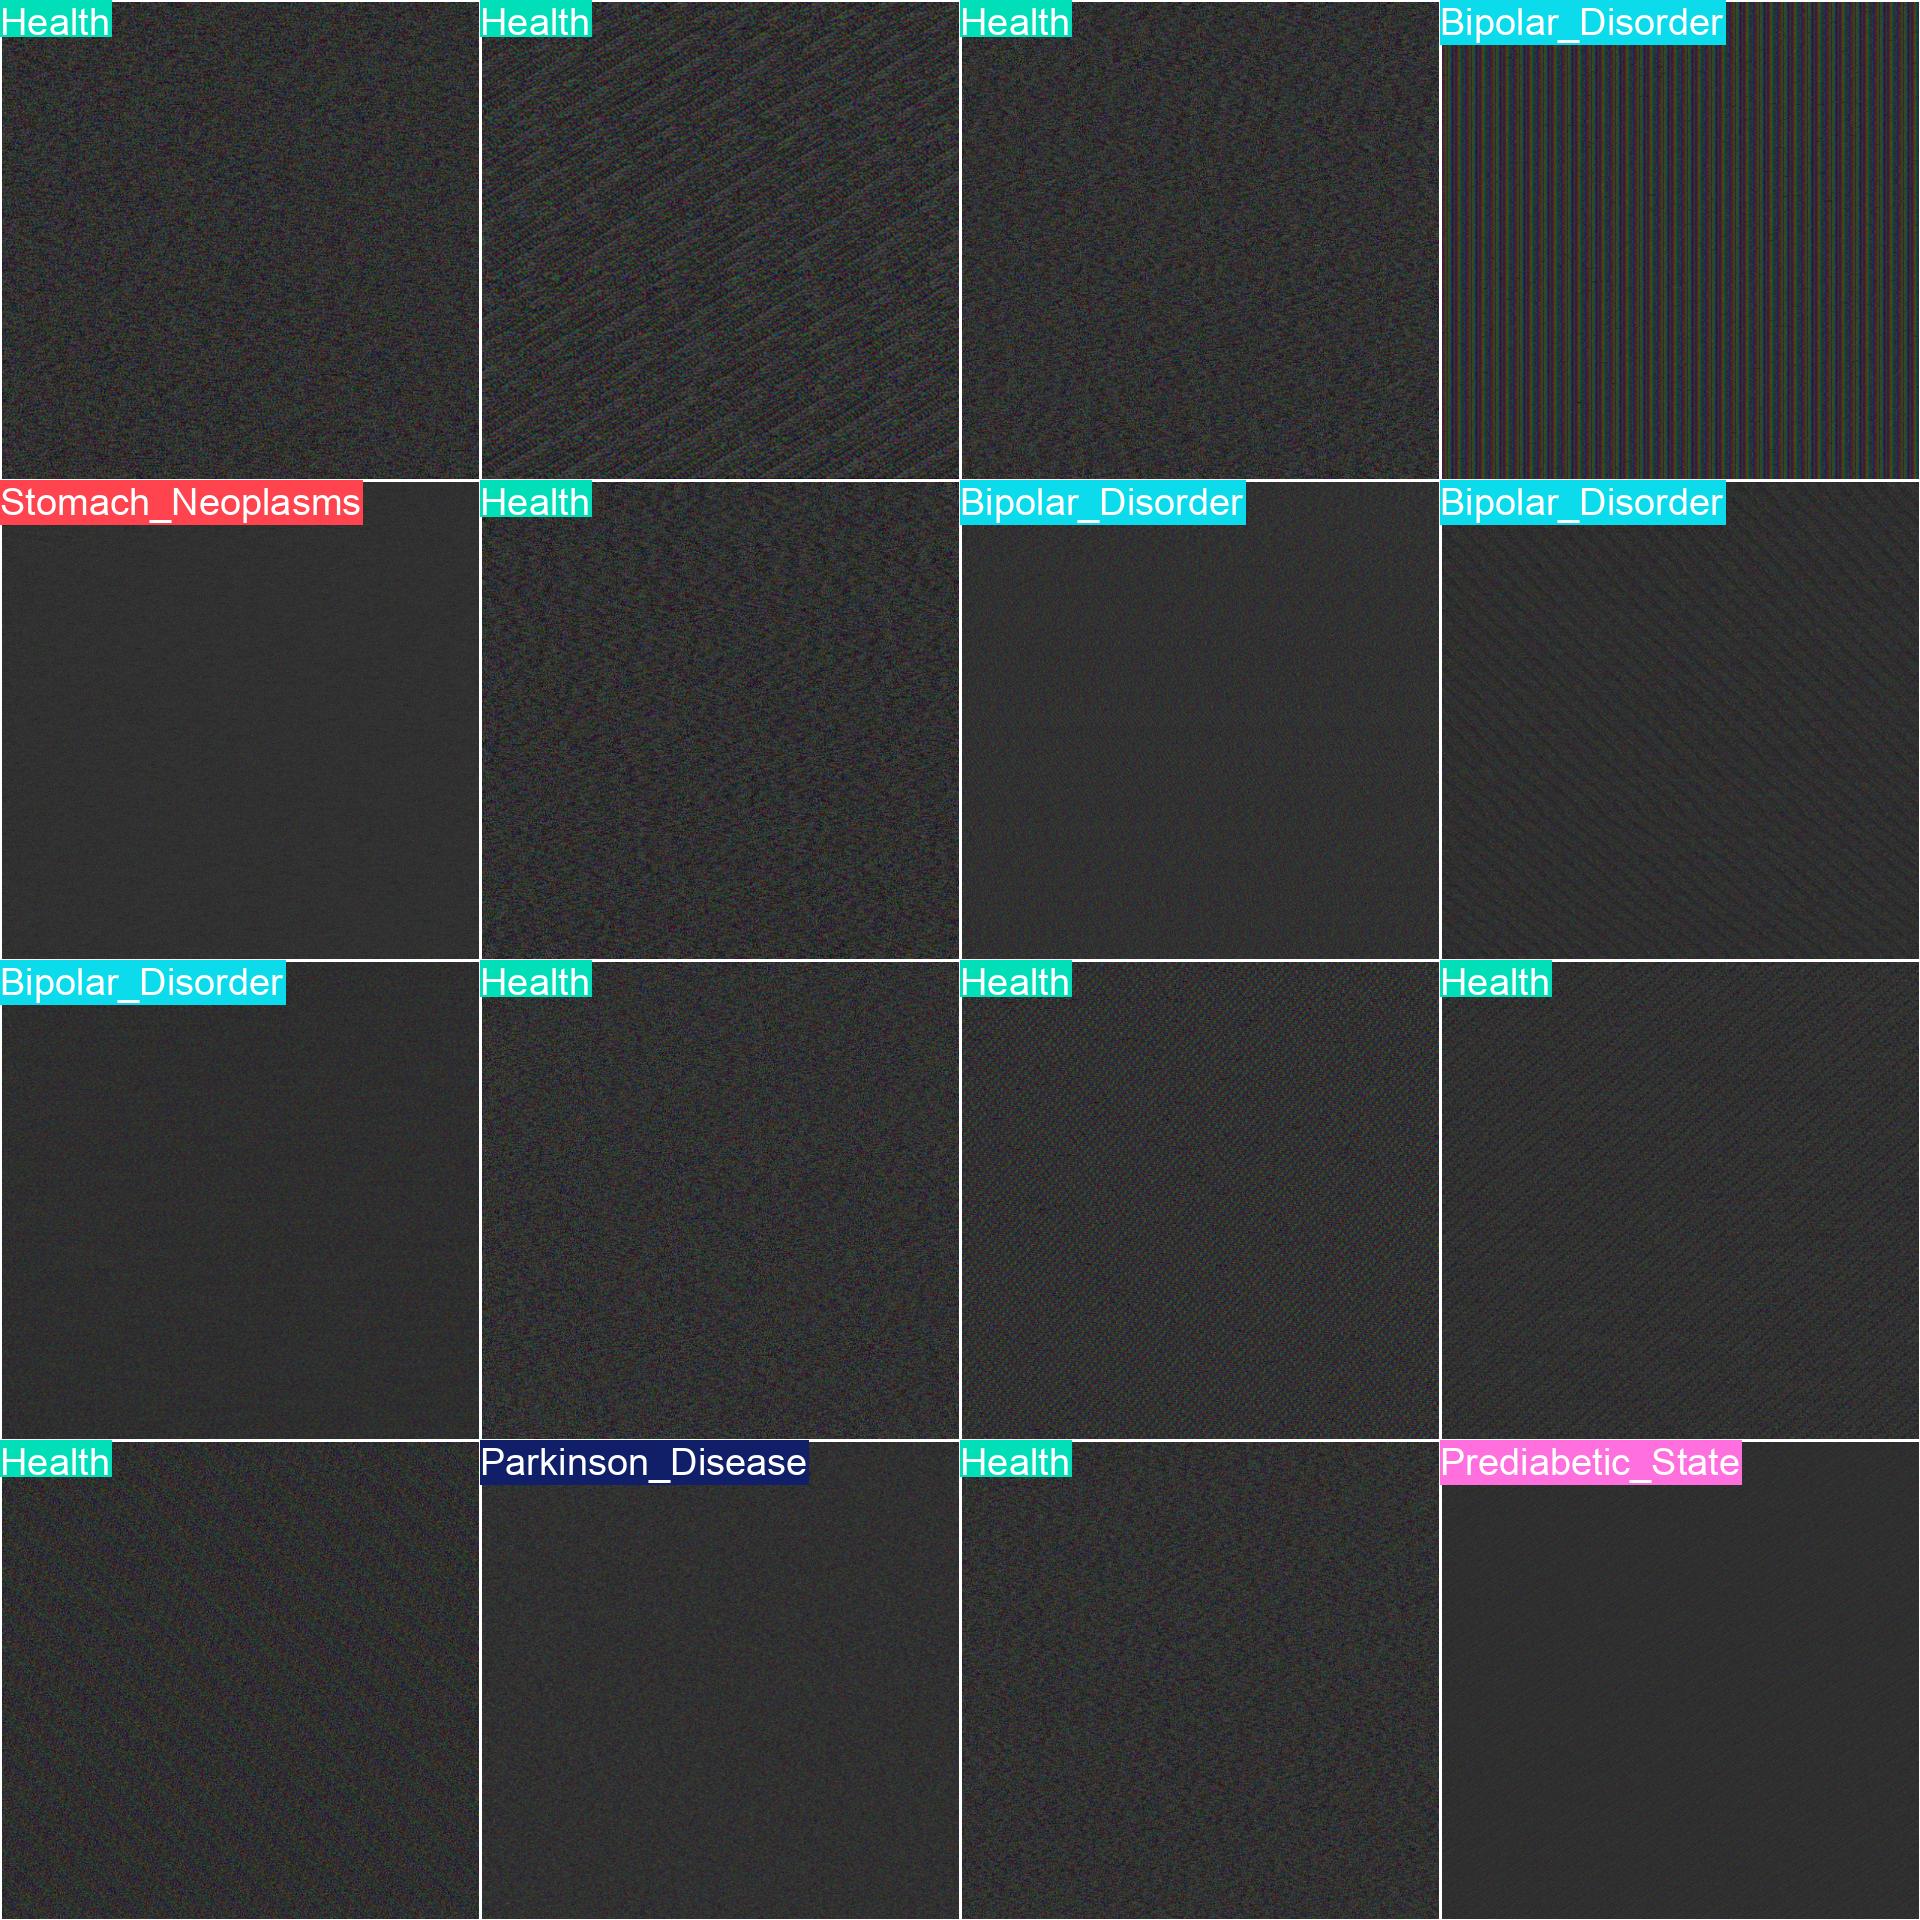 Health
Health
Health
Bipolar_Disorder
Stomach_Neoplasms
Health
Bipolar_Disorder
Bipolar_Disorder
Bipolar_Disorder
Health
Health
Health
Health
Parkinson_Disease
Health
Prediabetic_State